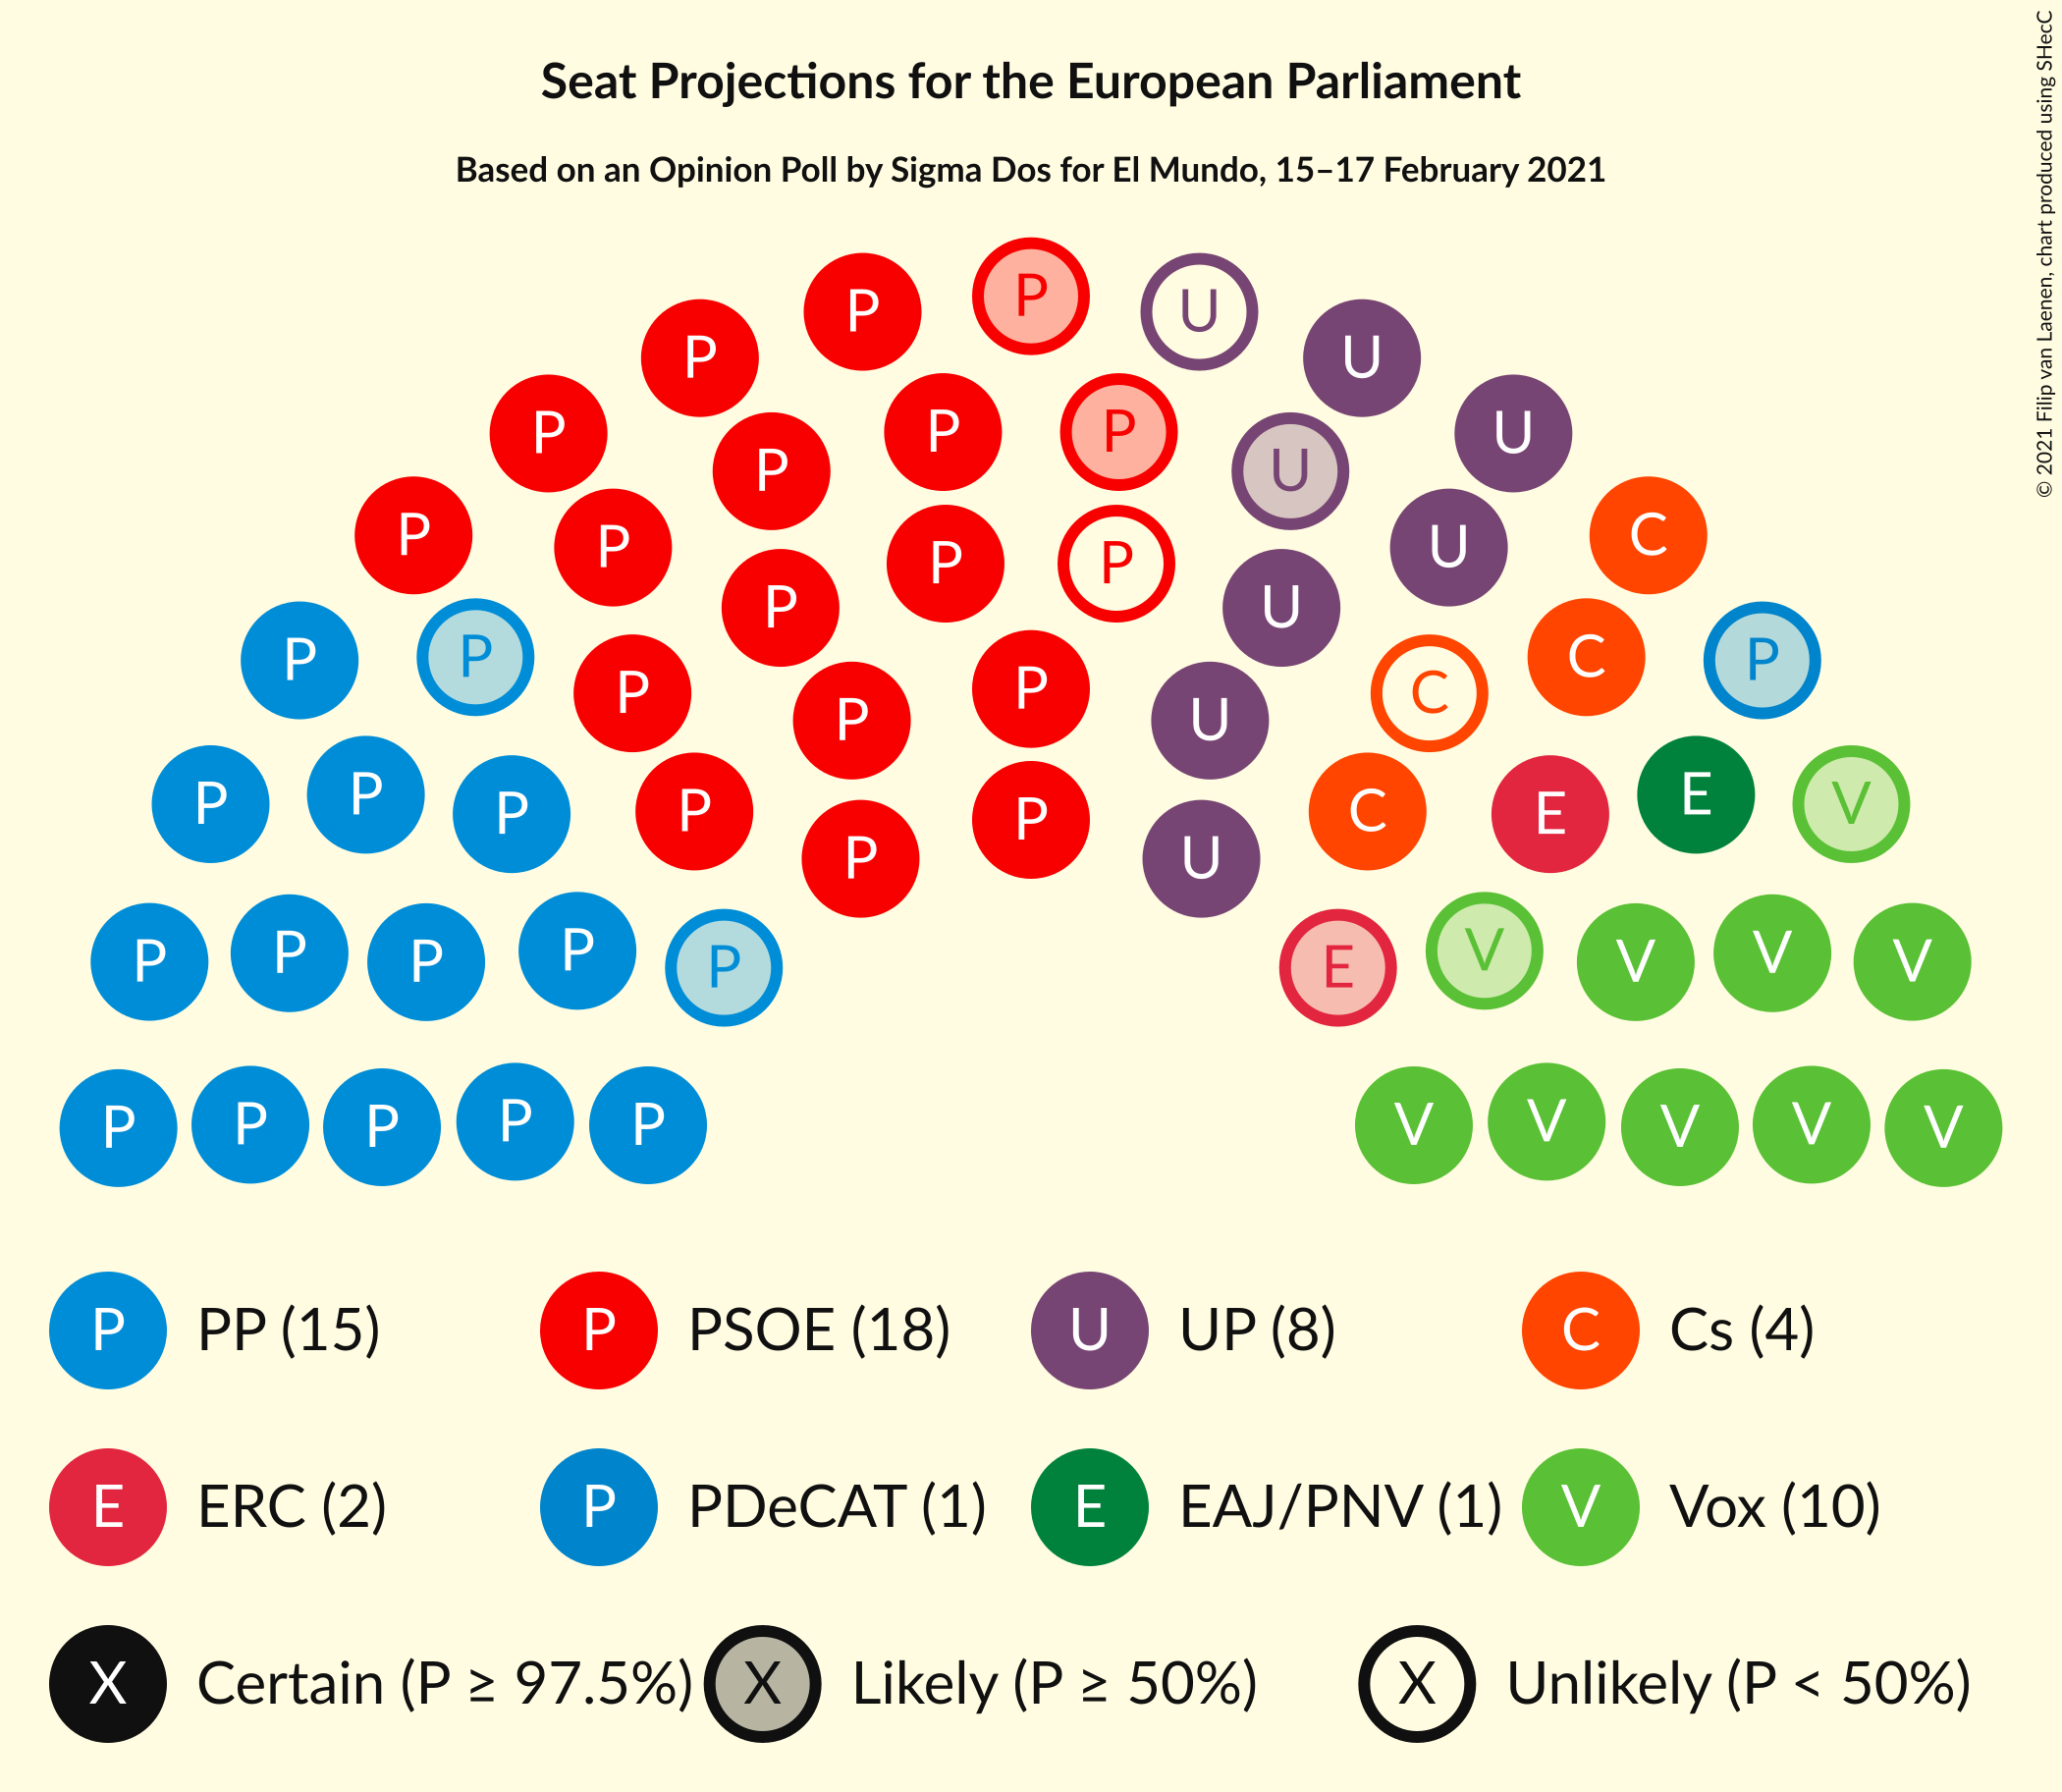 Seat Projections for the European Parliament
Based on an Opinion Poll by Sigma Dos for El Mundo, 15–17 February 2021
© 2021 Filip van Laenen, chart produced using SHecC
P
P P U
P U
P P U
P U
P P U
P P P U C
P P U
P P C P
P C
P P
P U
P P E V
P P C E
P P
P U
P P V V
P P V V
P E
P P P P P V V V V V
P PP (15) P PSOE (18) U UP (8) C Cs (4)
E ERC (2) P PDeCAT (1) E EAJ/PNV (1) V Vox (10)
X Certain (P ≥ 97.5%) X Likely (P ≥ 50%) X Unlikely (P < 50%)